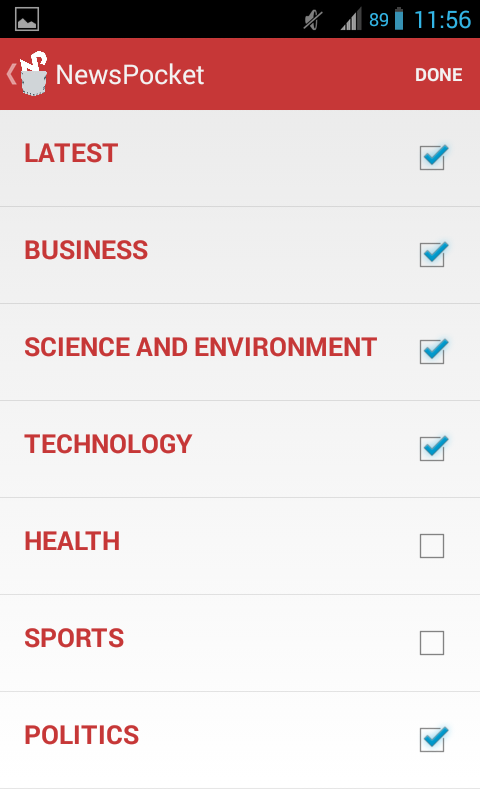 89 11:56
NewsPocket DONE
LATEST
BUSINESS
SCIENCE AND ENVIRONMENT
TECHNOLOGY
HEALTH
SPORTS
POLITICS